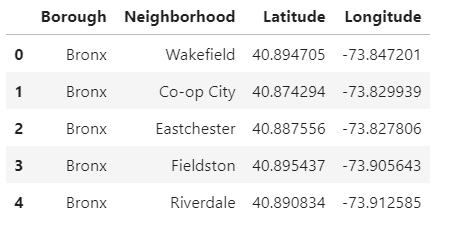 Borough Neighborhood Latitude Longitude
0 Bronx Wakefield 40.894705 -73.847201
1 Bronx Co-op City 40.874294 -73.829939
2 Bronx Eastchester 40.887556 -73.827806
3 Bronx Fieldston 40.895437 -73.905643
4 Bronx Riverdale 40.890834 -73.912585